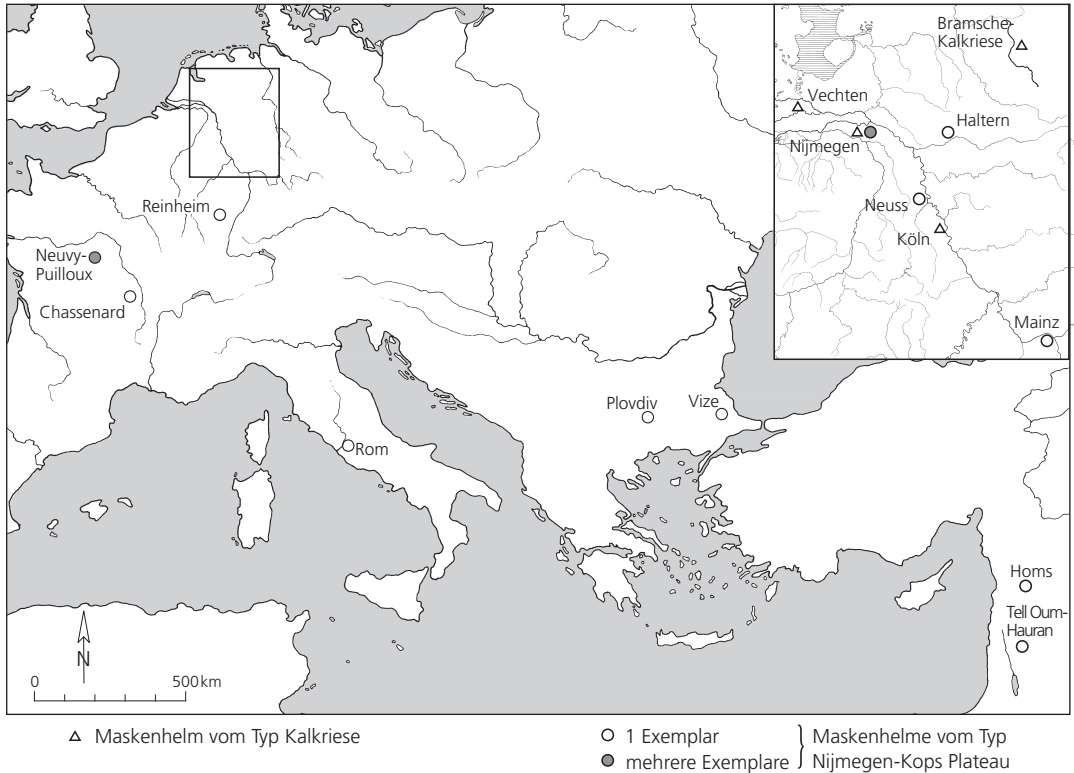 Bramsche-
Kalkriese
Vechten
Haltern
Nijmegen
Neuss
Köln
Mainz
Reinheim
Neuvy-
Puilloux
Chassenard
Plovdiv
Vize
Rom
Homs
Tell Oum-
Hauran
N
0 500 km
Maskenhelm vom Typ Kalkriese
1 Exemplar
mehrere Exemplare
Maskenhelme vom Typ
Nijmegen-Kops Plateau